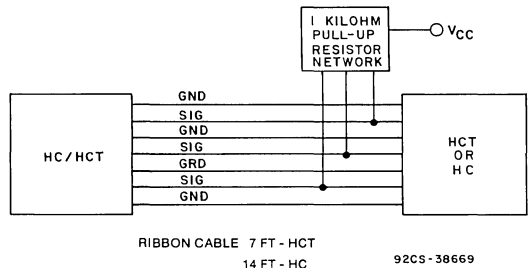 1 KILOHM
PULL-UP
RESISTOR
NETWORK
VCC
GND
SIG
GND
SIG
GRD
SIG
GND
HC/HCT
HCT
OR
HC
RIBBON CABLE 7 FT - HCT
14 FT - HC
92CS-38669